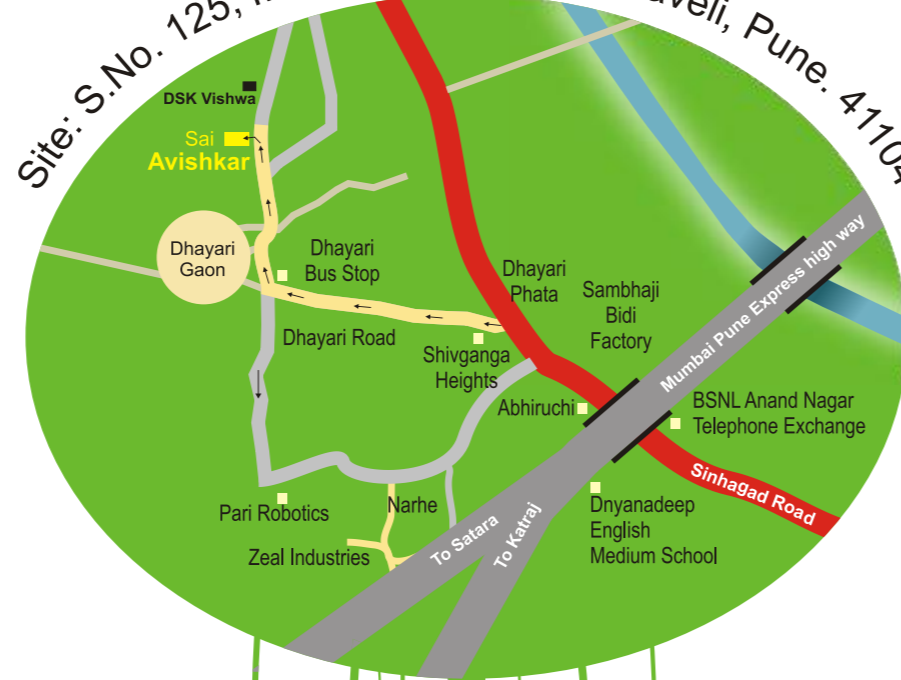 Site: S.No. 125,
Pune. 41104
DSK Vishwa
Sai
Avishkar
Dhayari
Gaon
Dhayari
Bus Stop
Dhayari
Phata
Sambhaji
Bidi
Factory
Mumbai Pune Express high way
Dhayari Road
Shivganga
Heights
Abhiruchi
BSNL Anand Nagar
Telephone Exchange
Sinhagad Road
Pari Robotics
Narhe
Dnyanadeep
English
Medium School
Zeal Industries
To Satara
To Katraj